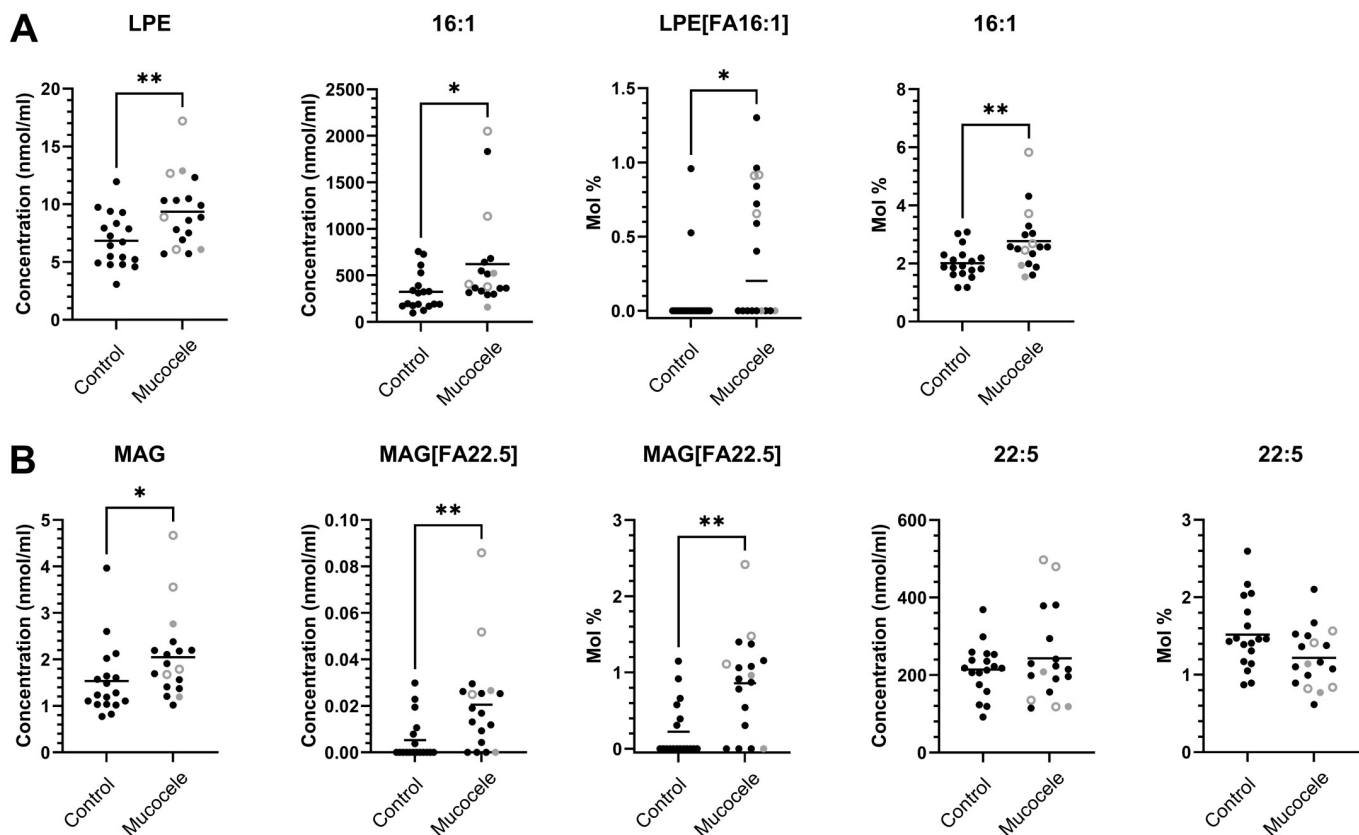 A
LPE
16:1
LPE[FA16:1]
16:1
**
*
*
**
Concentration (nmol/ml)
20
15
10
5
0
Control
Mucocele
Concentration (nmol/ml)
2500
2000
1500
1000
500
0
Control
Mucocele
Mol %
1.5
1.0
0.5
0.0
Control
Mucocele
Mol %
8
6
4
2
0
Control
Mucocele
B
MAG
MAG[FA22.5]
MAG[FA22.5]
22:5
22:5
*
**
**
Concentration (nmol/ml)
5
4
3
2
1
0
Control
Mucocele
Concentration (nmol/ml)
0.10
0.08
0.06
0.04
0.02
0.00
Control
Mucocele
Mol %
3
2
1
0
Control
Mucocele
Concentration (nmol/ml)
600
400
200
0
Control
Mucocele
Mol %
3
2
1
0
Control
Mucocele